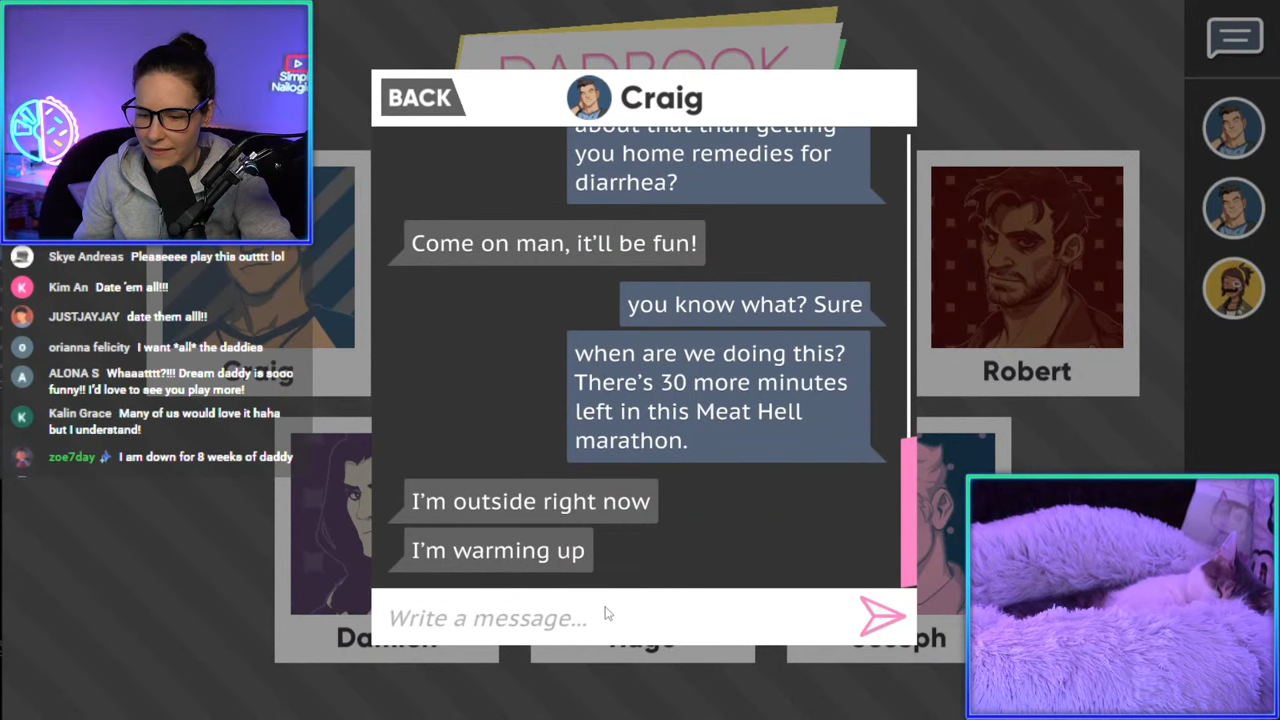 DADBOOK
BACK
Craig
about that than getting
you home remedies for
diarrhea?
Come on man, it'll be fun!
you know what? Sure
when are we doing this?
There's 30 more minutes
left in this Meat Hell
marathon.
I'm outside right now
I'm warming up
Write a message...
Craig
Robert
Damien
Hugo
Joseph
Simply
Nailogical
Skye Andreas Pleaseeee play this outttt lol
K Kim An Date 'em all!!!
JUSTJAYJAY date them alll!!
o orianna felicity I want *all* the daddies
A ALONA S Whaaattt?!!! Dream daddy is sooo
funny!! I'd love to see you play more!
K Kalin Grace Many of us would love it haha
but I understand!
zoe7day I am down for 8 weeks of daddy